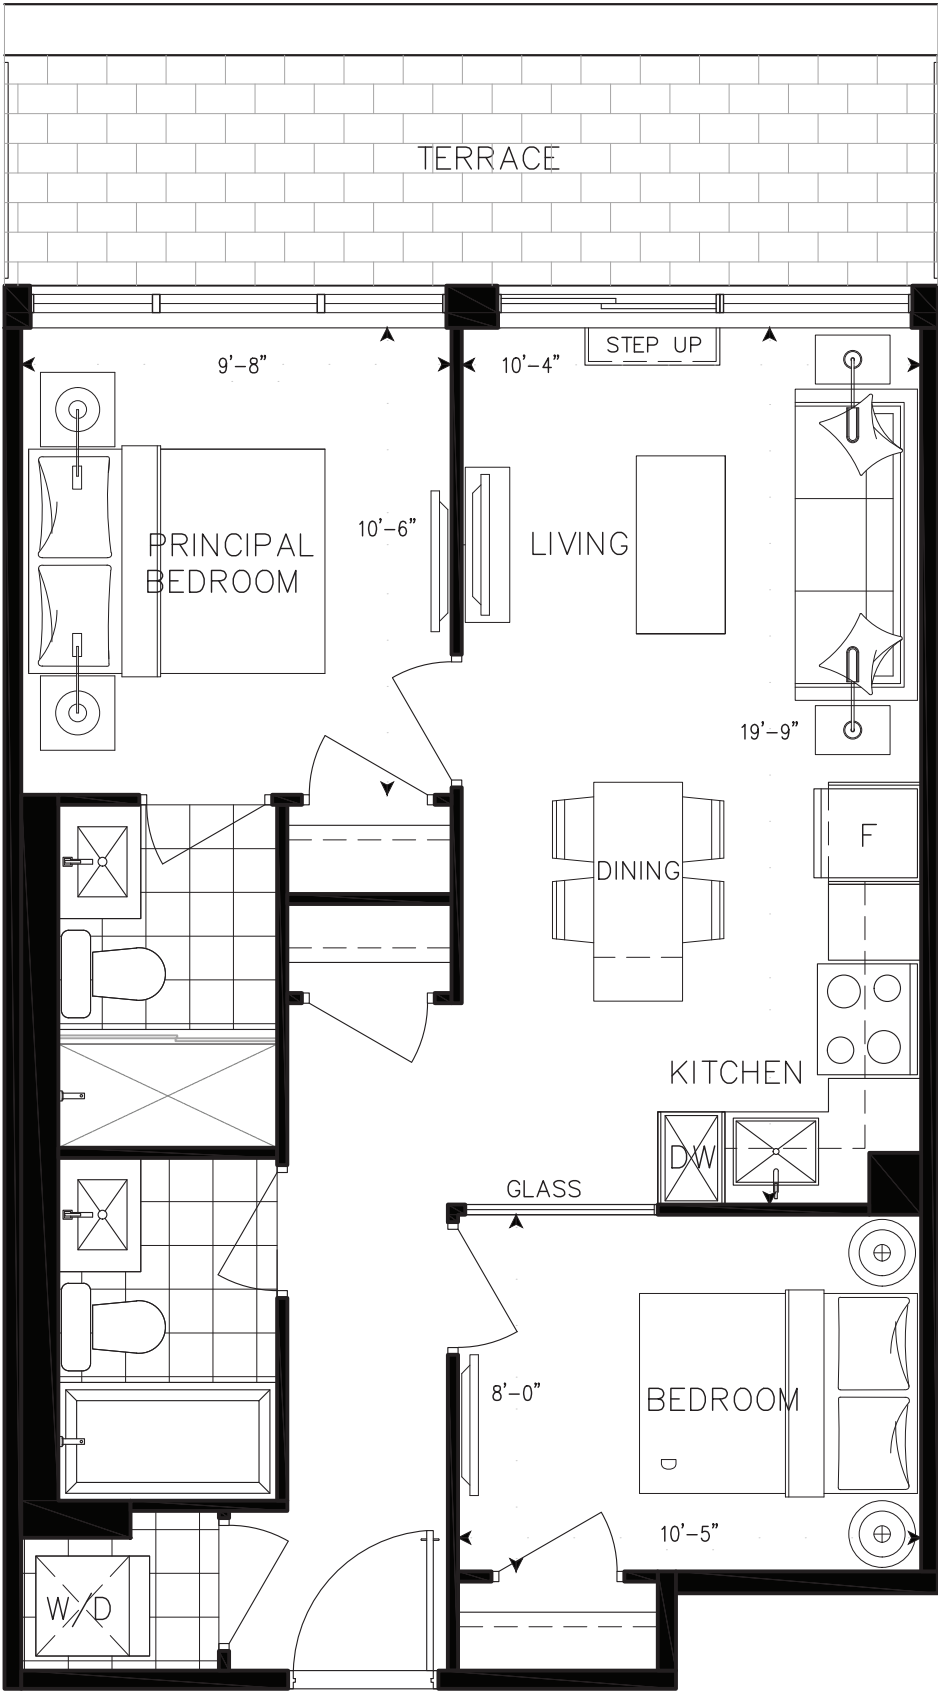 TERRACE
STEP UP
9'-8"
10'-4"
10'-6"
LIVING
PRINCIPAL
BEDROOM
19'-9"
F
DINING
KITCHEN
DW
GLASS
8'-0"
BEDROOM
D
10'-5"
W/D